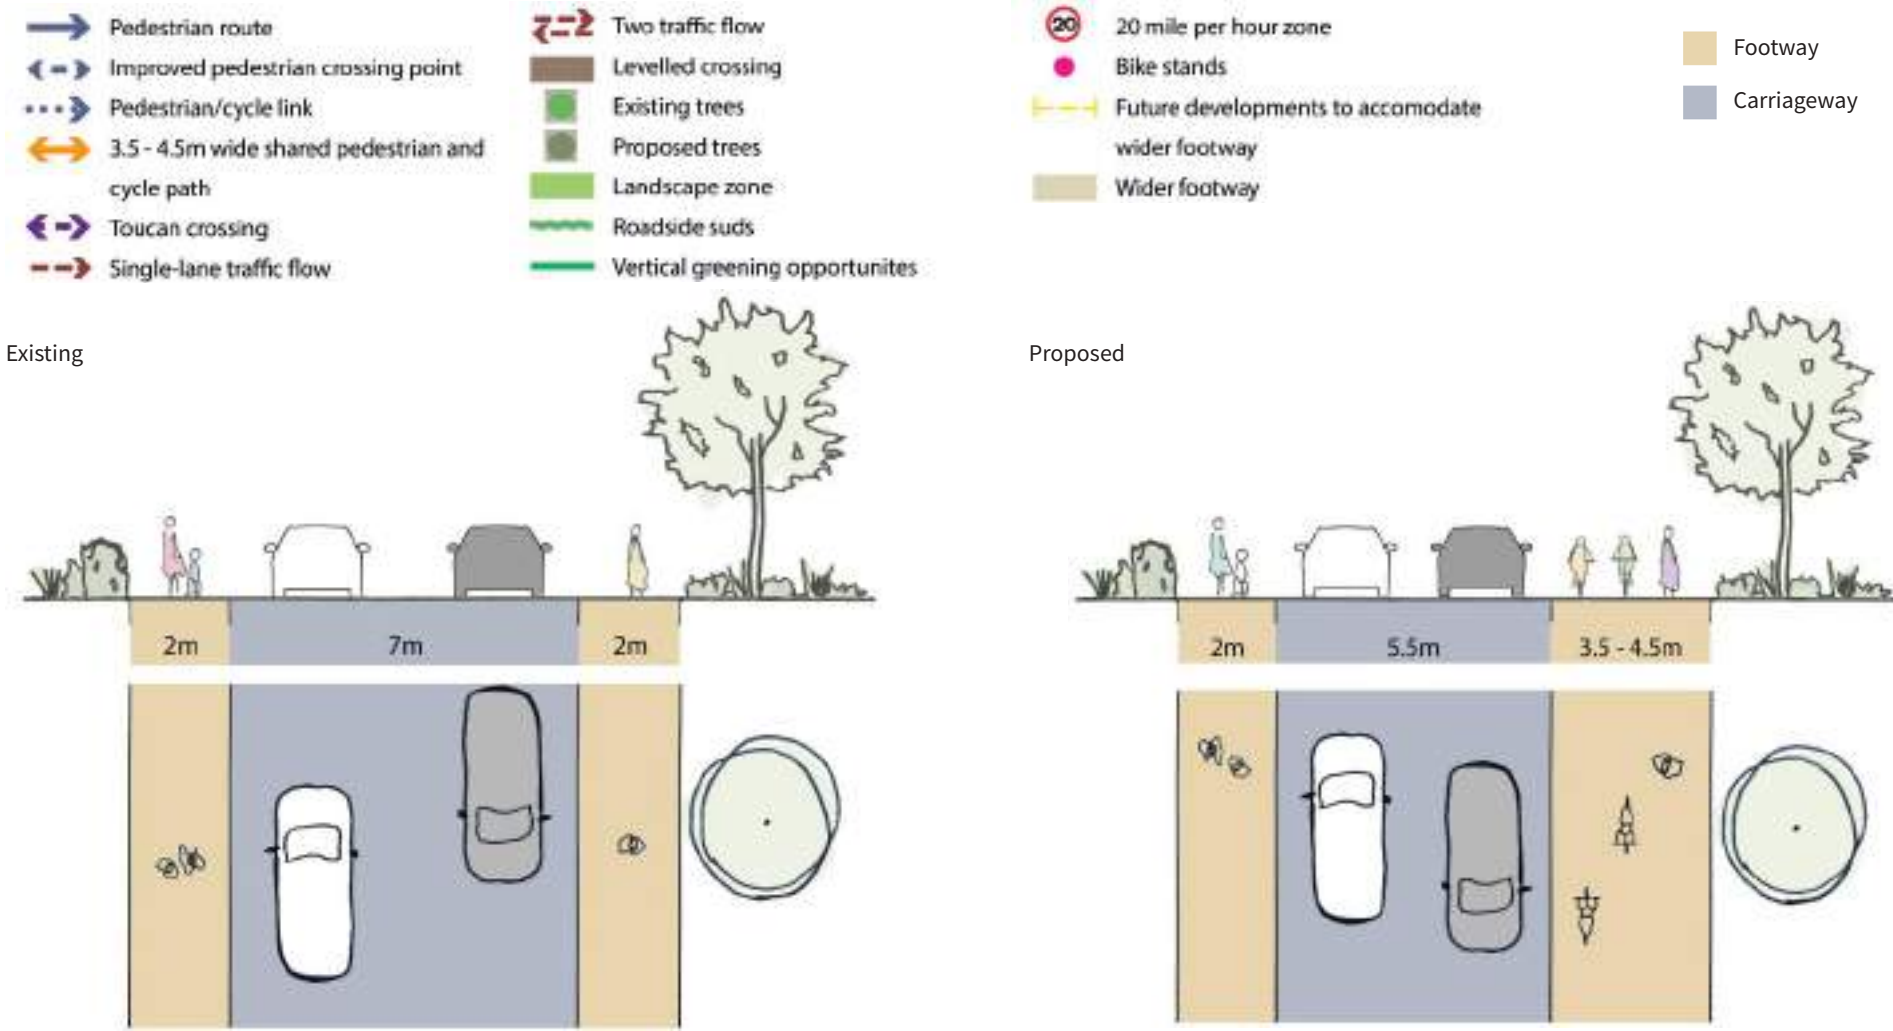 Pedestrian route
Improved pedestrian crossing point
Pedestrian/cycle link
3.5 - 4.5m wide shared pedestrian and
cycle path
Toucan crossing
Single-lane traffic flow
Two traffic flow
Levelled crossing
Existing trees
Proposed trees
Landscape zone
Roadside suds
Vertical greening opportunites
20
20 mile per hour zone
Bike stands
Future developments to accomodate
wider footway
Wider footway
Footway
Carriageway
Existing
2m
7m
2m
Proposed
2m
5.5m
3.5 - 4.5m